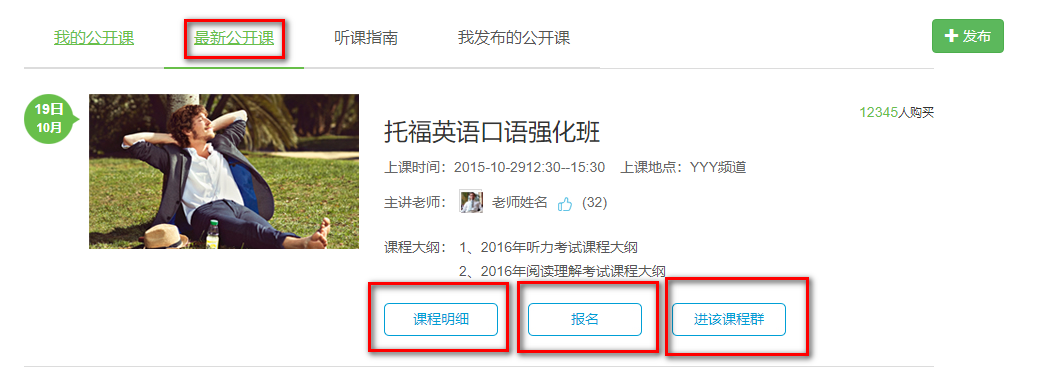 我的公开课 最新公开课 听课指南 我发布的公开课 发布
19日
10月
12345人购买
托福英语口语强化班
上课时间：2015-10-2912:30--15:30 上课地点：YYY频道
主讲老师： 老师姓名 (32)
课程大纲： 1、2016年听力考试课程大纲
2、2016年阅读理解考试课程大纲
课程明细 报名 进该课程群